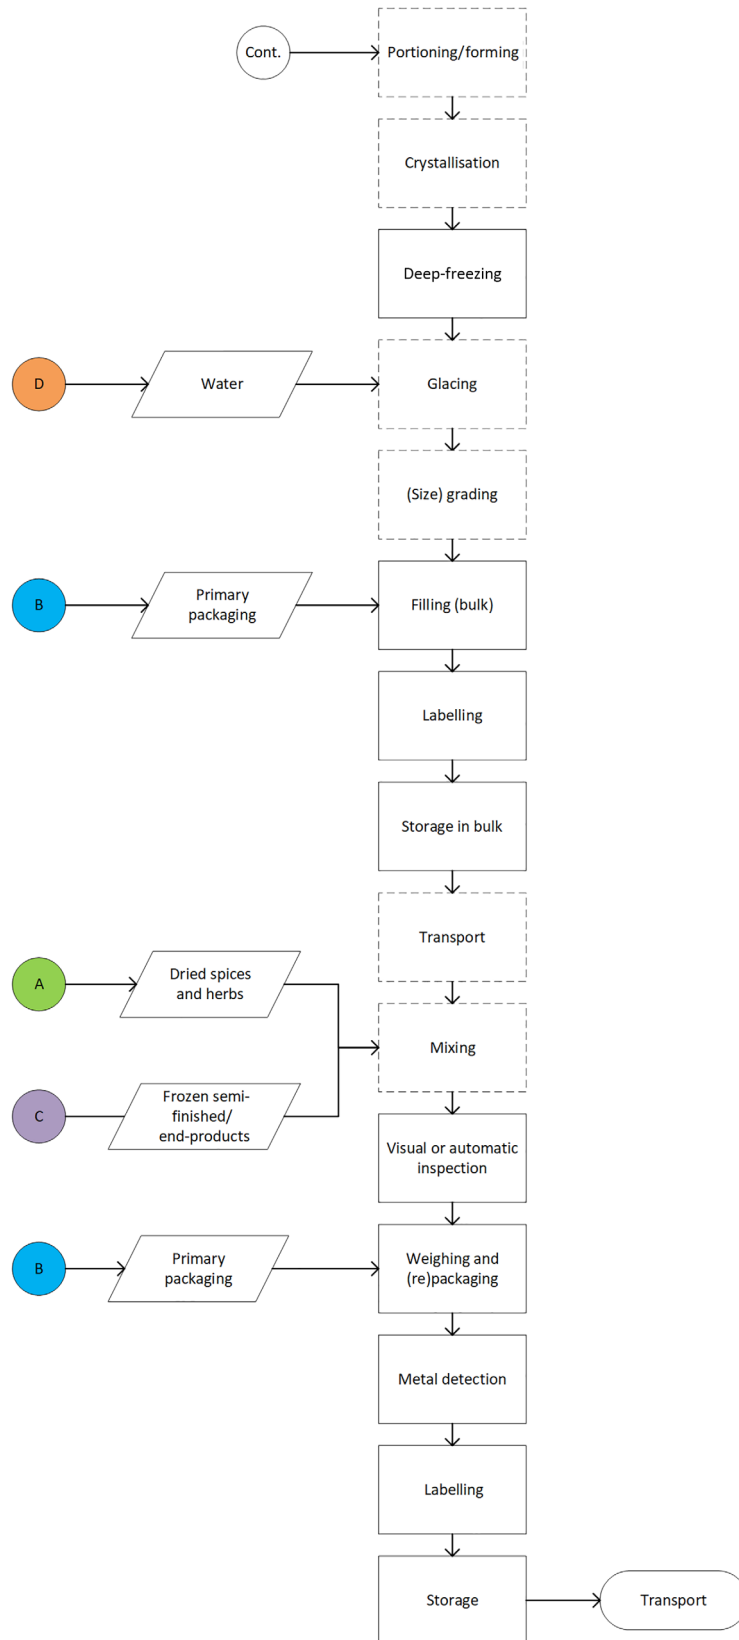 Cont.
Portioning/forming
Crystallisation
Deep-freezing
D
Water
Glacing
(Size) grading
B
Primary
packaging
Filling (bulk)
Labelling
Storage in bulk
Transport
A
Dried spices
and herbs
Mixing
C
Frozen semi-
finished/
end-products
Visual or automatic
inspection
B
Primary
packaging
Weighing and
(re)packaging
Metal detection
Labelling
Storage
Transport